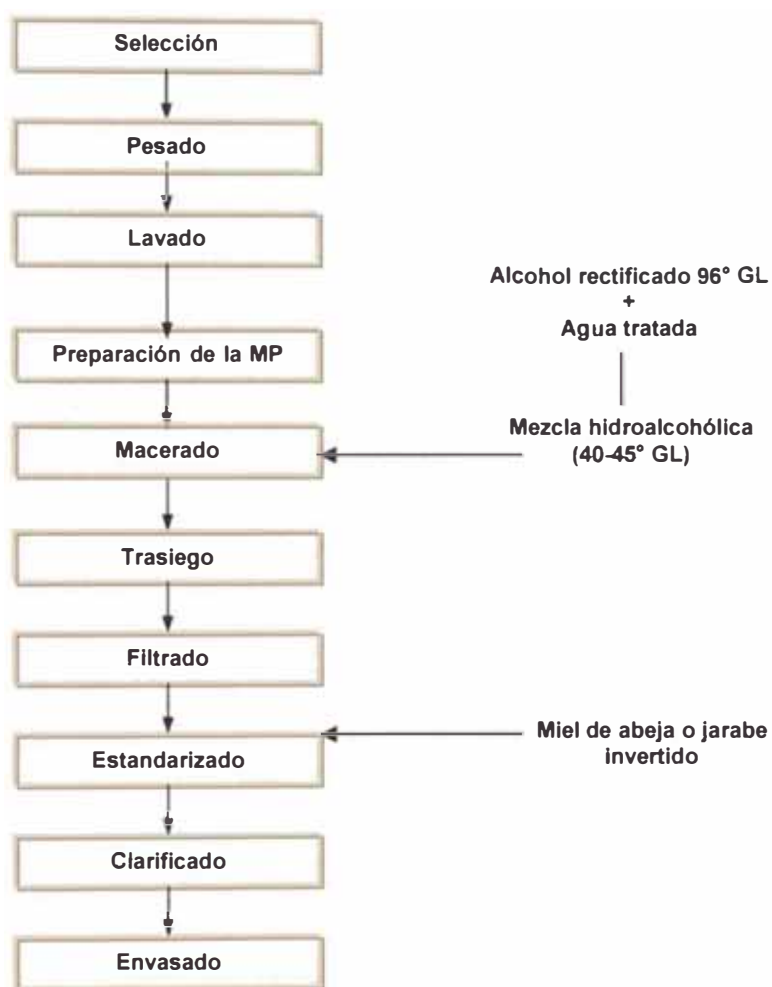 Selección
Pesado
Lavado
Alcohol rectificado 96° GL
+
Agua tratada
Preparación de la MP
Mezcla hidroalcohólica
(40-45° GL)
Macerado
Trasiego
Filtrado
Miel de abeja o jarabe
invertido
Estandarizado
Clarificado
Envasado